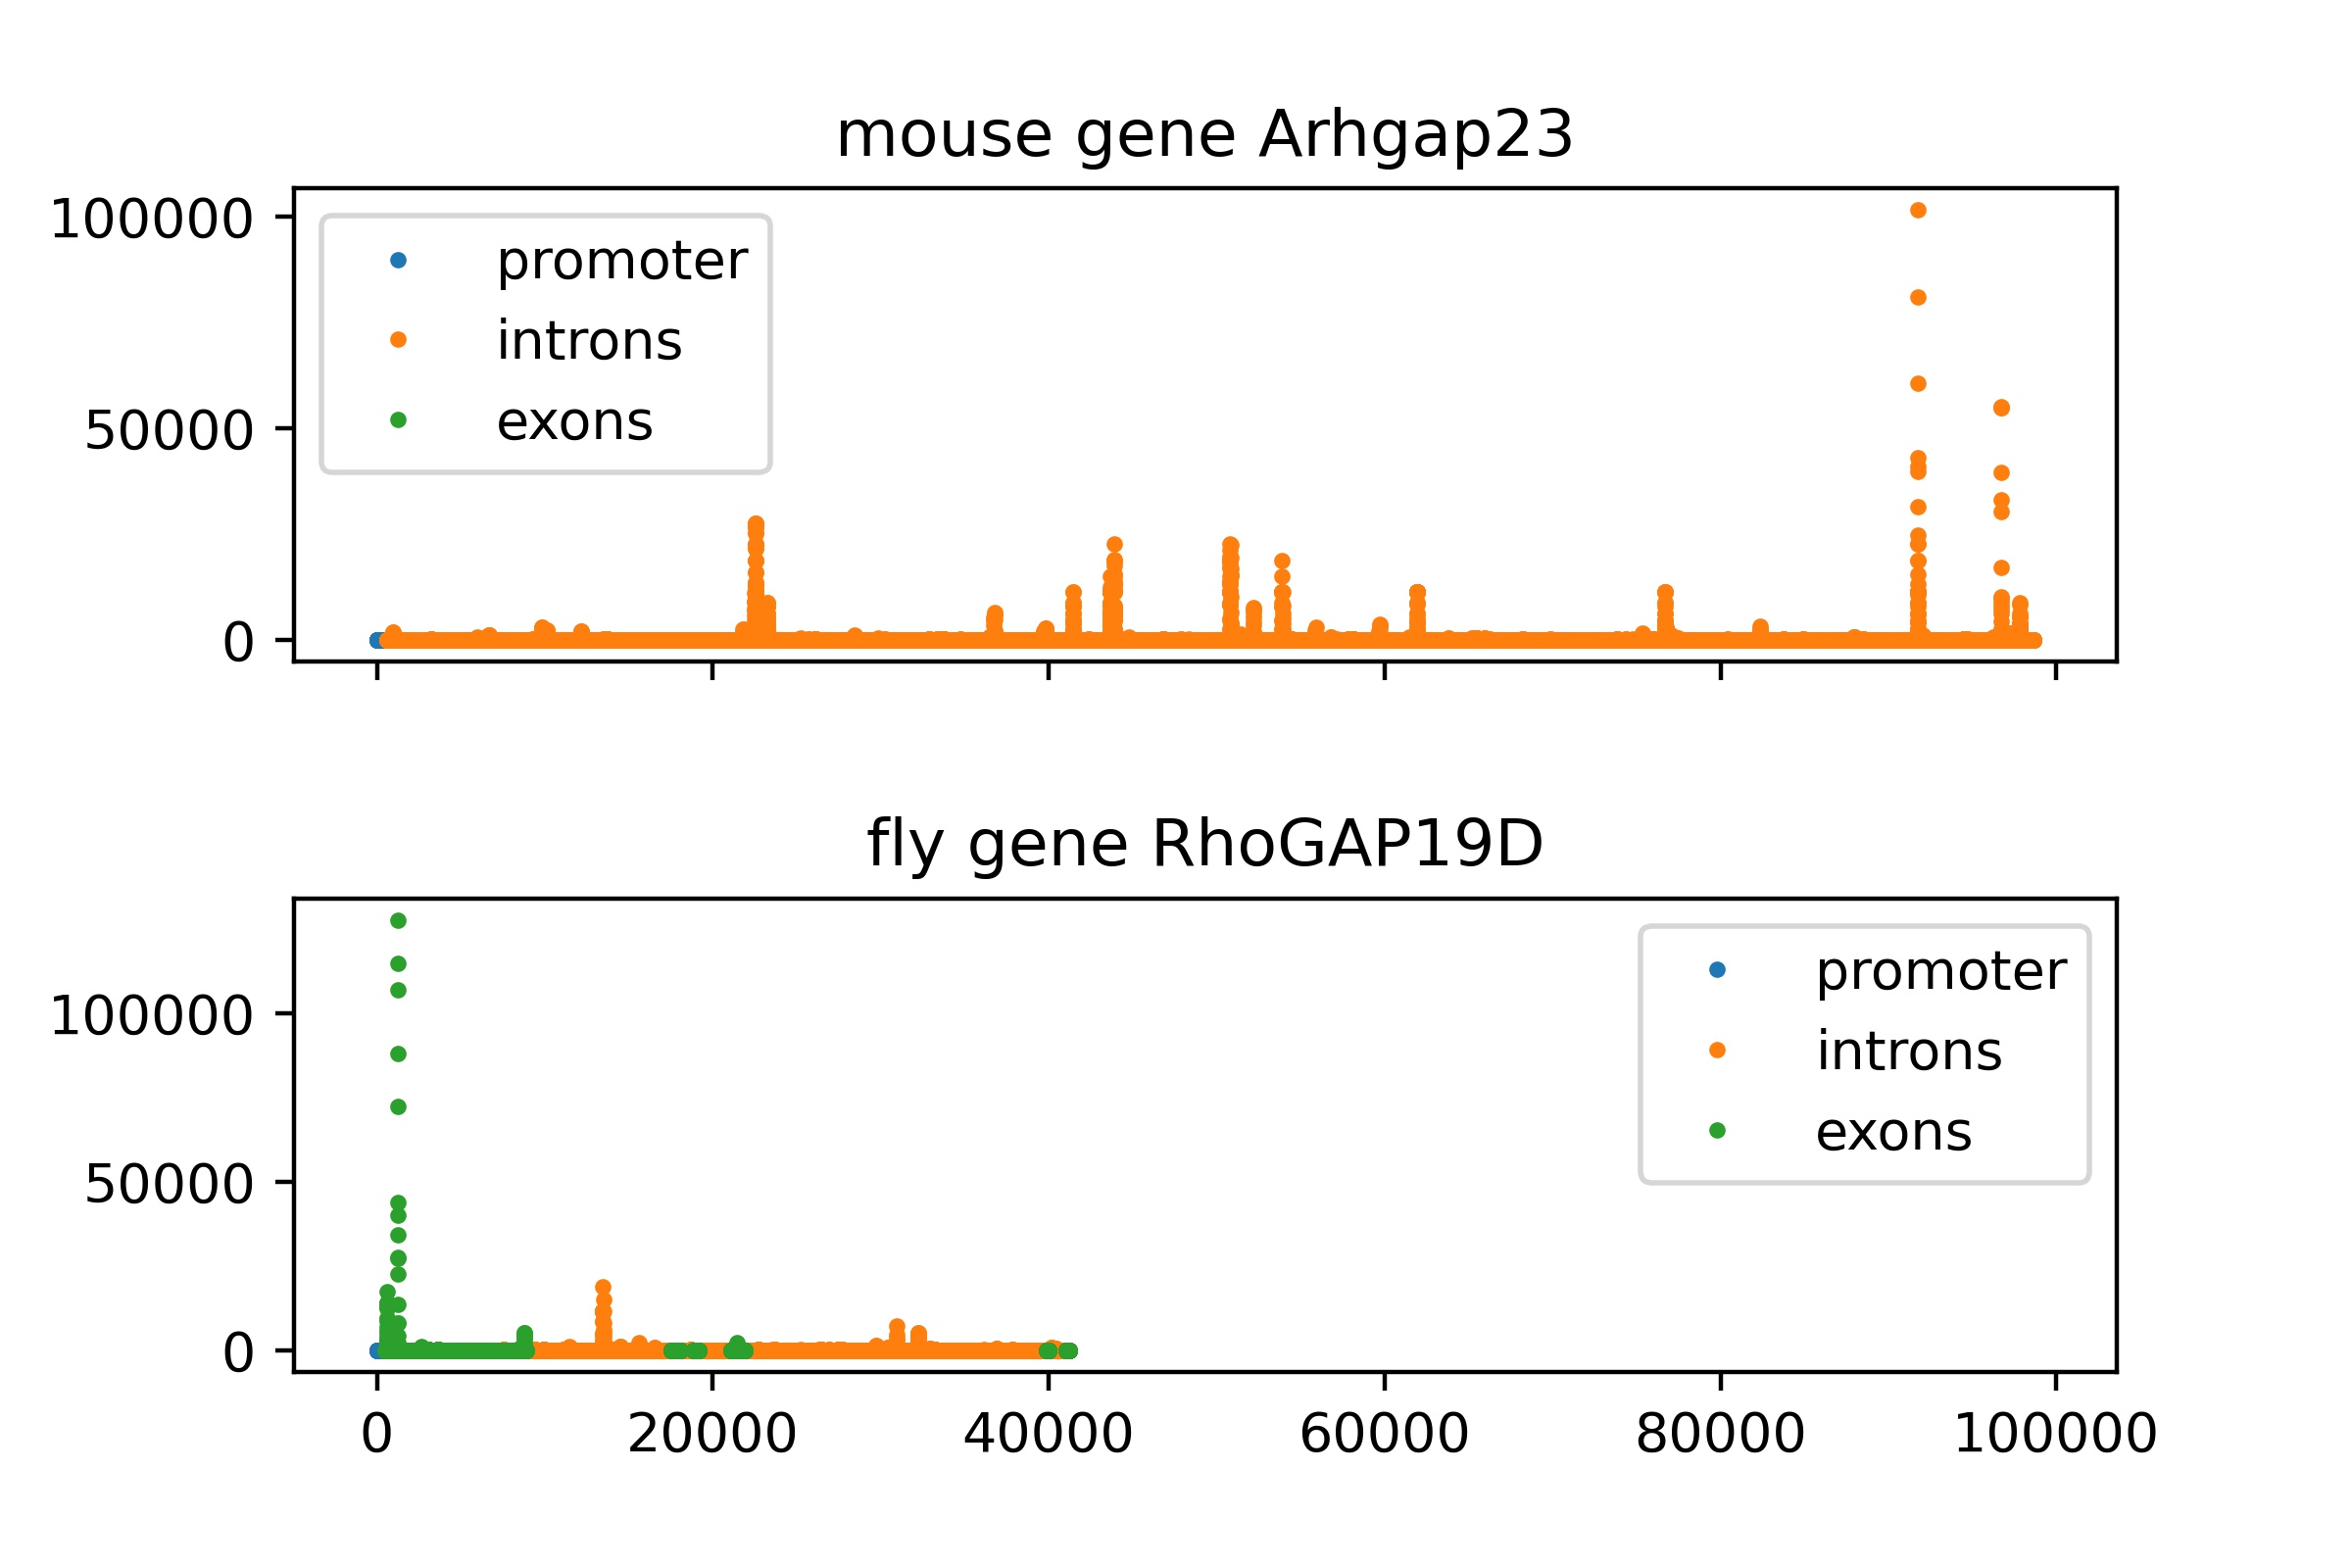 mouse gene Arhgap23
100000
50000
0
promoter
introns
exons
fly gene RhoGAP19D
100000
50000
0
promoter
introns
exons
0 20000 40000 60000 80000 100000